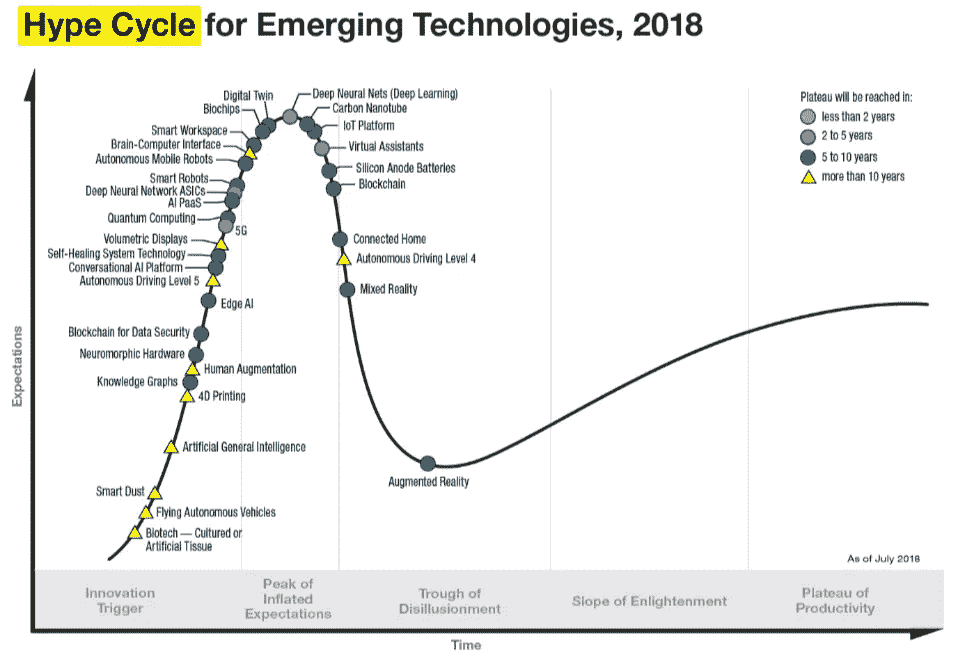 Hype Cycle for Emerging Technologies, 2018
Expectations
Digital Twin
Biochips
Smart Workspace
Brain-Computer Interface
Autonomous Mobile Robots
Smart Robots
Deep Neural Network ASICs
AI PaaS
Quantum Computing
5G
Volumetric Displays
Self-Healing System Technology
Conversational AI Platform
Autonomous Driving Level 5
Edge AI
Blockchain for Data Security
Neuromorphic Hardware
Human Augmentation
Knowledge Graphs
4D Printing
Artificial General Intelligence
Smart Dust
Flying Autonomous Vehicles
Biotech — Cultured or
Artificial Tissue
Deep Neural Nets (Deep Learning)
Carbon Nanotube
IoT Platform
Virtual Assistants
Silicon Anode Batteries
Blockchain
Connected Home
Autonomous Driving Level 4
Mixed Reality
Augmented Reality
Plateau will be reached in:
less than 2 years
2 to 5 years
5 to 10 years
more than 10 years
As of July 2018
Innovation
Trigger
Peak of
Inflated
Expectations
Trough of
Disillusionment
Slope of Enlightenment
Plateau of
Productivity
Time